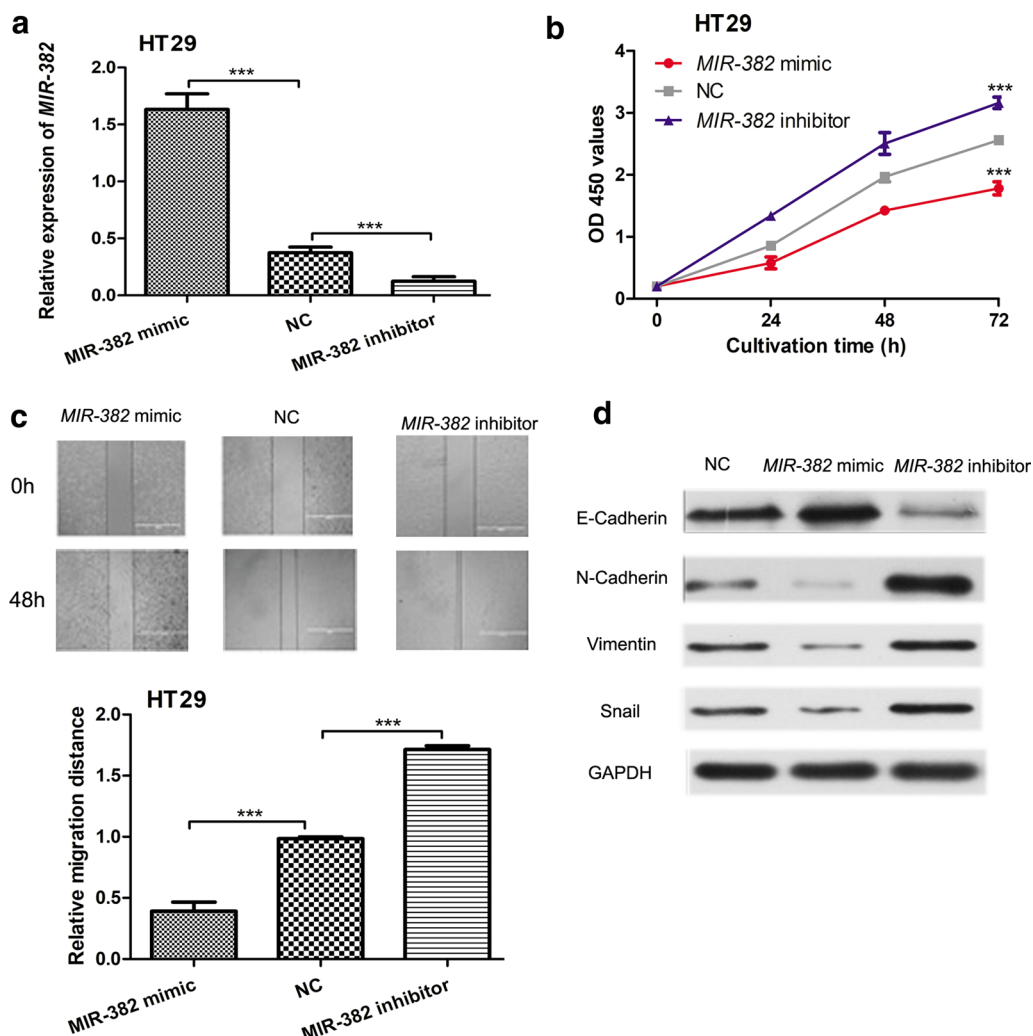 a
HT29
Relative expression of MIR-382
2.0
1.5
1.0
0.5
0.0
***
***
MIR-382 mimic
NC
MIR-382 inhibitor
b
HT29
MIR-382 mimic
NC
MIR-382 inhibitor
OD 450 values
4
3
2
1
0
***
***
0
24
48
72
Cultivation time (h)
c
MIR-382 mimic
NC
MIR-382 inhibitor
0h
48h
HT29
Relative migration distance
2.0
1.5
1.0
0.5
0.0
***
***
MIR-382 mimic
NC
MIR-382 inhibitor
d
NC
MIR-382 mimic
MIR-382 inhibitor
E-Cadherin
N-Cadherin
Vimentin
Snail
GAPDH